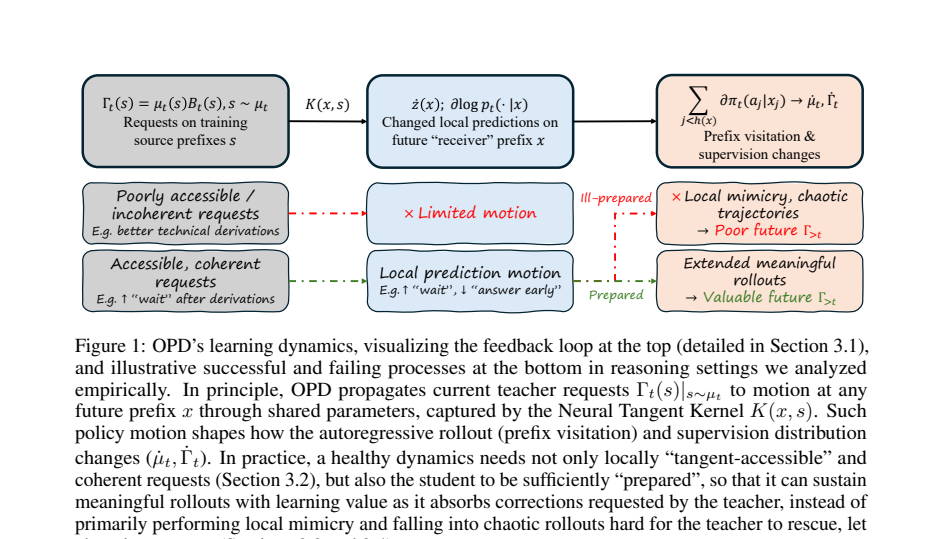 Γₜ(s) = μₜ(s)Bₜ(s), s ~ μₜ
Requests on training
source prefixes s
K(x, s)
ż(x); ∂log pₜ(· |x)
Changed local predictions on
future “receiver” prefix x
∑_{j<h(x)} ∂πₜ(aⱼ|xⱼ) → μ̇ₜ, Γ̇ₜ
Prefix visitation &
supervision changes
Poorly accessible /
incoherent requests
E.g. better technical derivations
× Limited motion
Ill-prepared
× Local mimicry, chaotic
trajectories
→ Poor future Γ>t
Accessible, coherent
requests
E.g. ↑ “wait” after derivations
Local prediction motion
E.g. ↑ “wait”, ↓ “answer early”
Prepared
Extended meaningful
rollouts
→ Valuable future Γ>t
Figure 1: OPD’s learning dynamics, visualizing the feedback loop at the top (detailed in Section 3.1),
and illustrative successful and failing processes at the bottom in reasoning settings we analyzed
empirically. In principle, OPD propagates current teacher requests Γₜ(s)|s∼μₜ to motion at any
future prefix x through shared parameters, captured by the Neural Tangent Kernel K(x, s). Such
policy motion shapes how the autoregressive rollout (prefix visitation) and supervision distribution
changes (μ̇ₜ, Γ̇ₜ). In practice, a healthy dynamics needs not only locally “tangent-accessible” and
coherent requests (Section 3.2), but also the student to be sufficiently “prepared”, so that it can sustain
meaningful rollouts with learning value as it absorbs corrections requested by the teacher, instead of
primarily performing local mimicry and falling into chaotic rollouts hard for the teacher to rescue, let